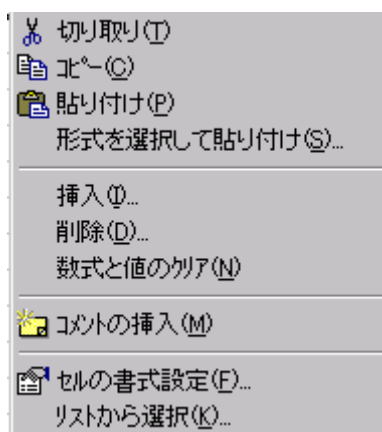 切り取り(T)
ｺﾋﾟｰ(C)
貼り付け(P)
形式を選択して貼り付け(S)...
挿入(I)...
削除(D)...
数式と値のｸﾘｱ(N)
ｺﾒﾝﾄの挿入(M)
ｾﾙの書式設定(F)...
ﾘｽﾄから選択(K)...